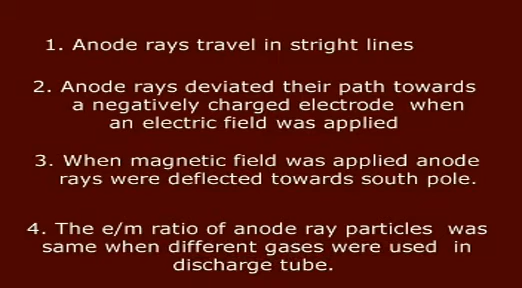 1. Anode rays travel in stright lines
2. Anode rays deviated their path towards
a negatively charged electrode when
an electric field was applied
3. When magnetic field was applied anode
rays were deflected towards south pole.
4. The e/m ratio of anode ray particles was
same when different gases were used in
discharge tube.